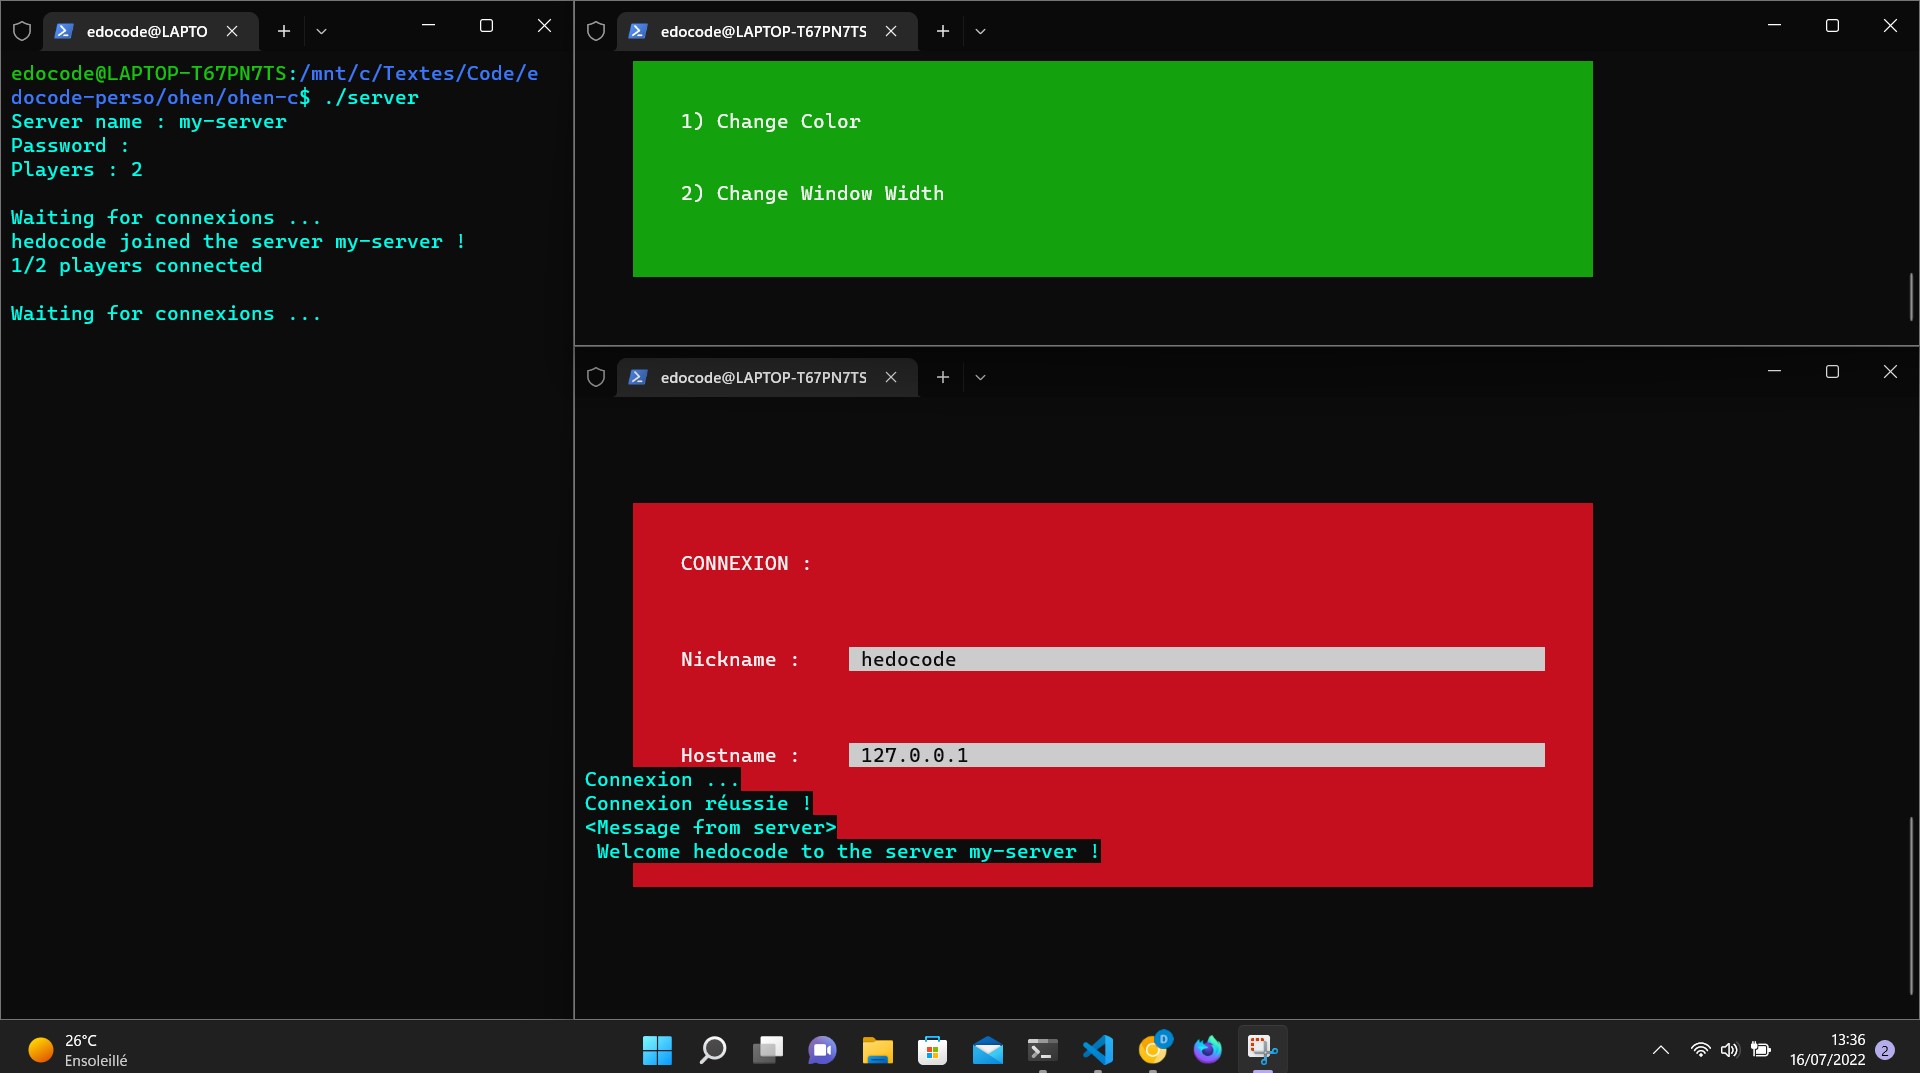 edocode@LAPTO
edocode@LAPTOP-T67PN7TS:/mnt/c/Textes/Code/e
docode-perso/ohen/ohen-c$ ./server
Server name : my-server
Password :
Players : 2
Waiting for connexions ...
hedocode joined the server my-server !
1/2 players connected
Waiting for connexions ...
edocode@LAPTOP-T67PN7TS
1) Change Color
2) Change Window Width
edocode@LAPTOP-T67PN7TS
CONNEXION :
Nickname : hedocode
Hostname : 127.0.0.1
Connexion ...
Connexion réussie !
<Message from server>
Welcome hedocode to the server my-server !
26°C
Ensoleillé
D
13:36
16/07/2022
2